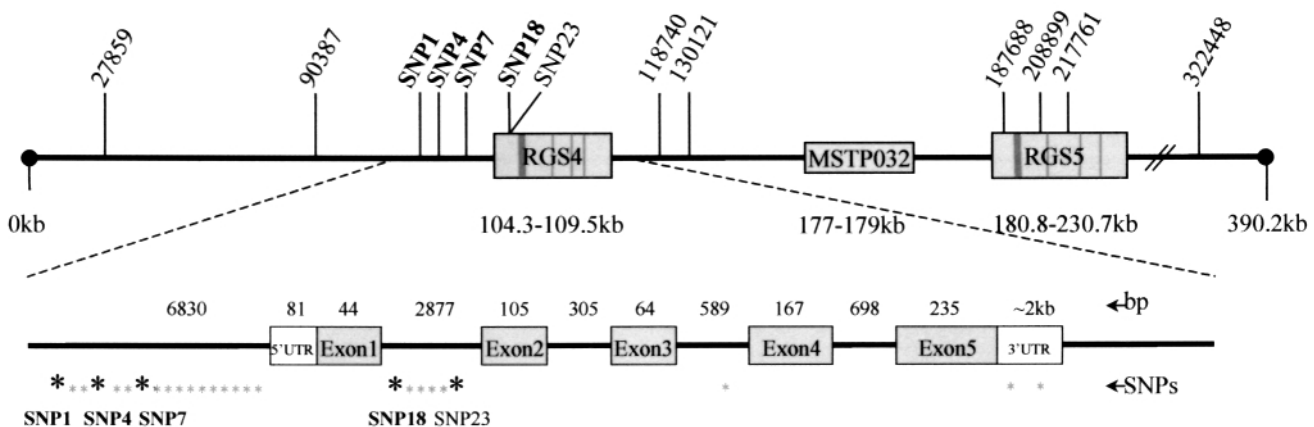 27859 90387 SNP1 SNP4 SNP7 SNP18 SNP23 118740 130121 187688 208899 217761 322448
RGS4 MSTP032 RGS5
0kb 104.3-109.5kb 177-179kb 180.8-230.7kb 390.2kb
6830 81 44 2877 105 305 64 589 167 698 235 ~2kb ←bp
5'UTR Exon1 Exon2 Exon3 Exon4 Exon5 3'UTR
* * * * * * * * * * * * * * * * * * * * * * * * * ←SNPs
SNP1 SNP4 SNP7 SNP18 SNP23